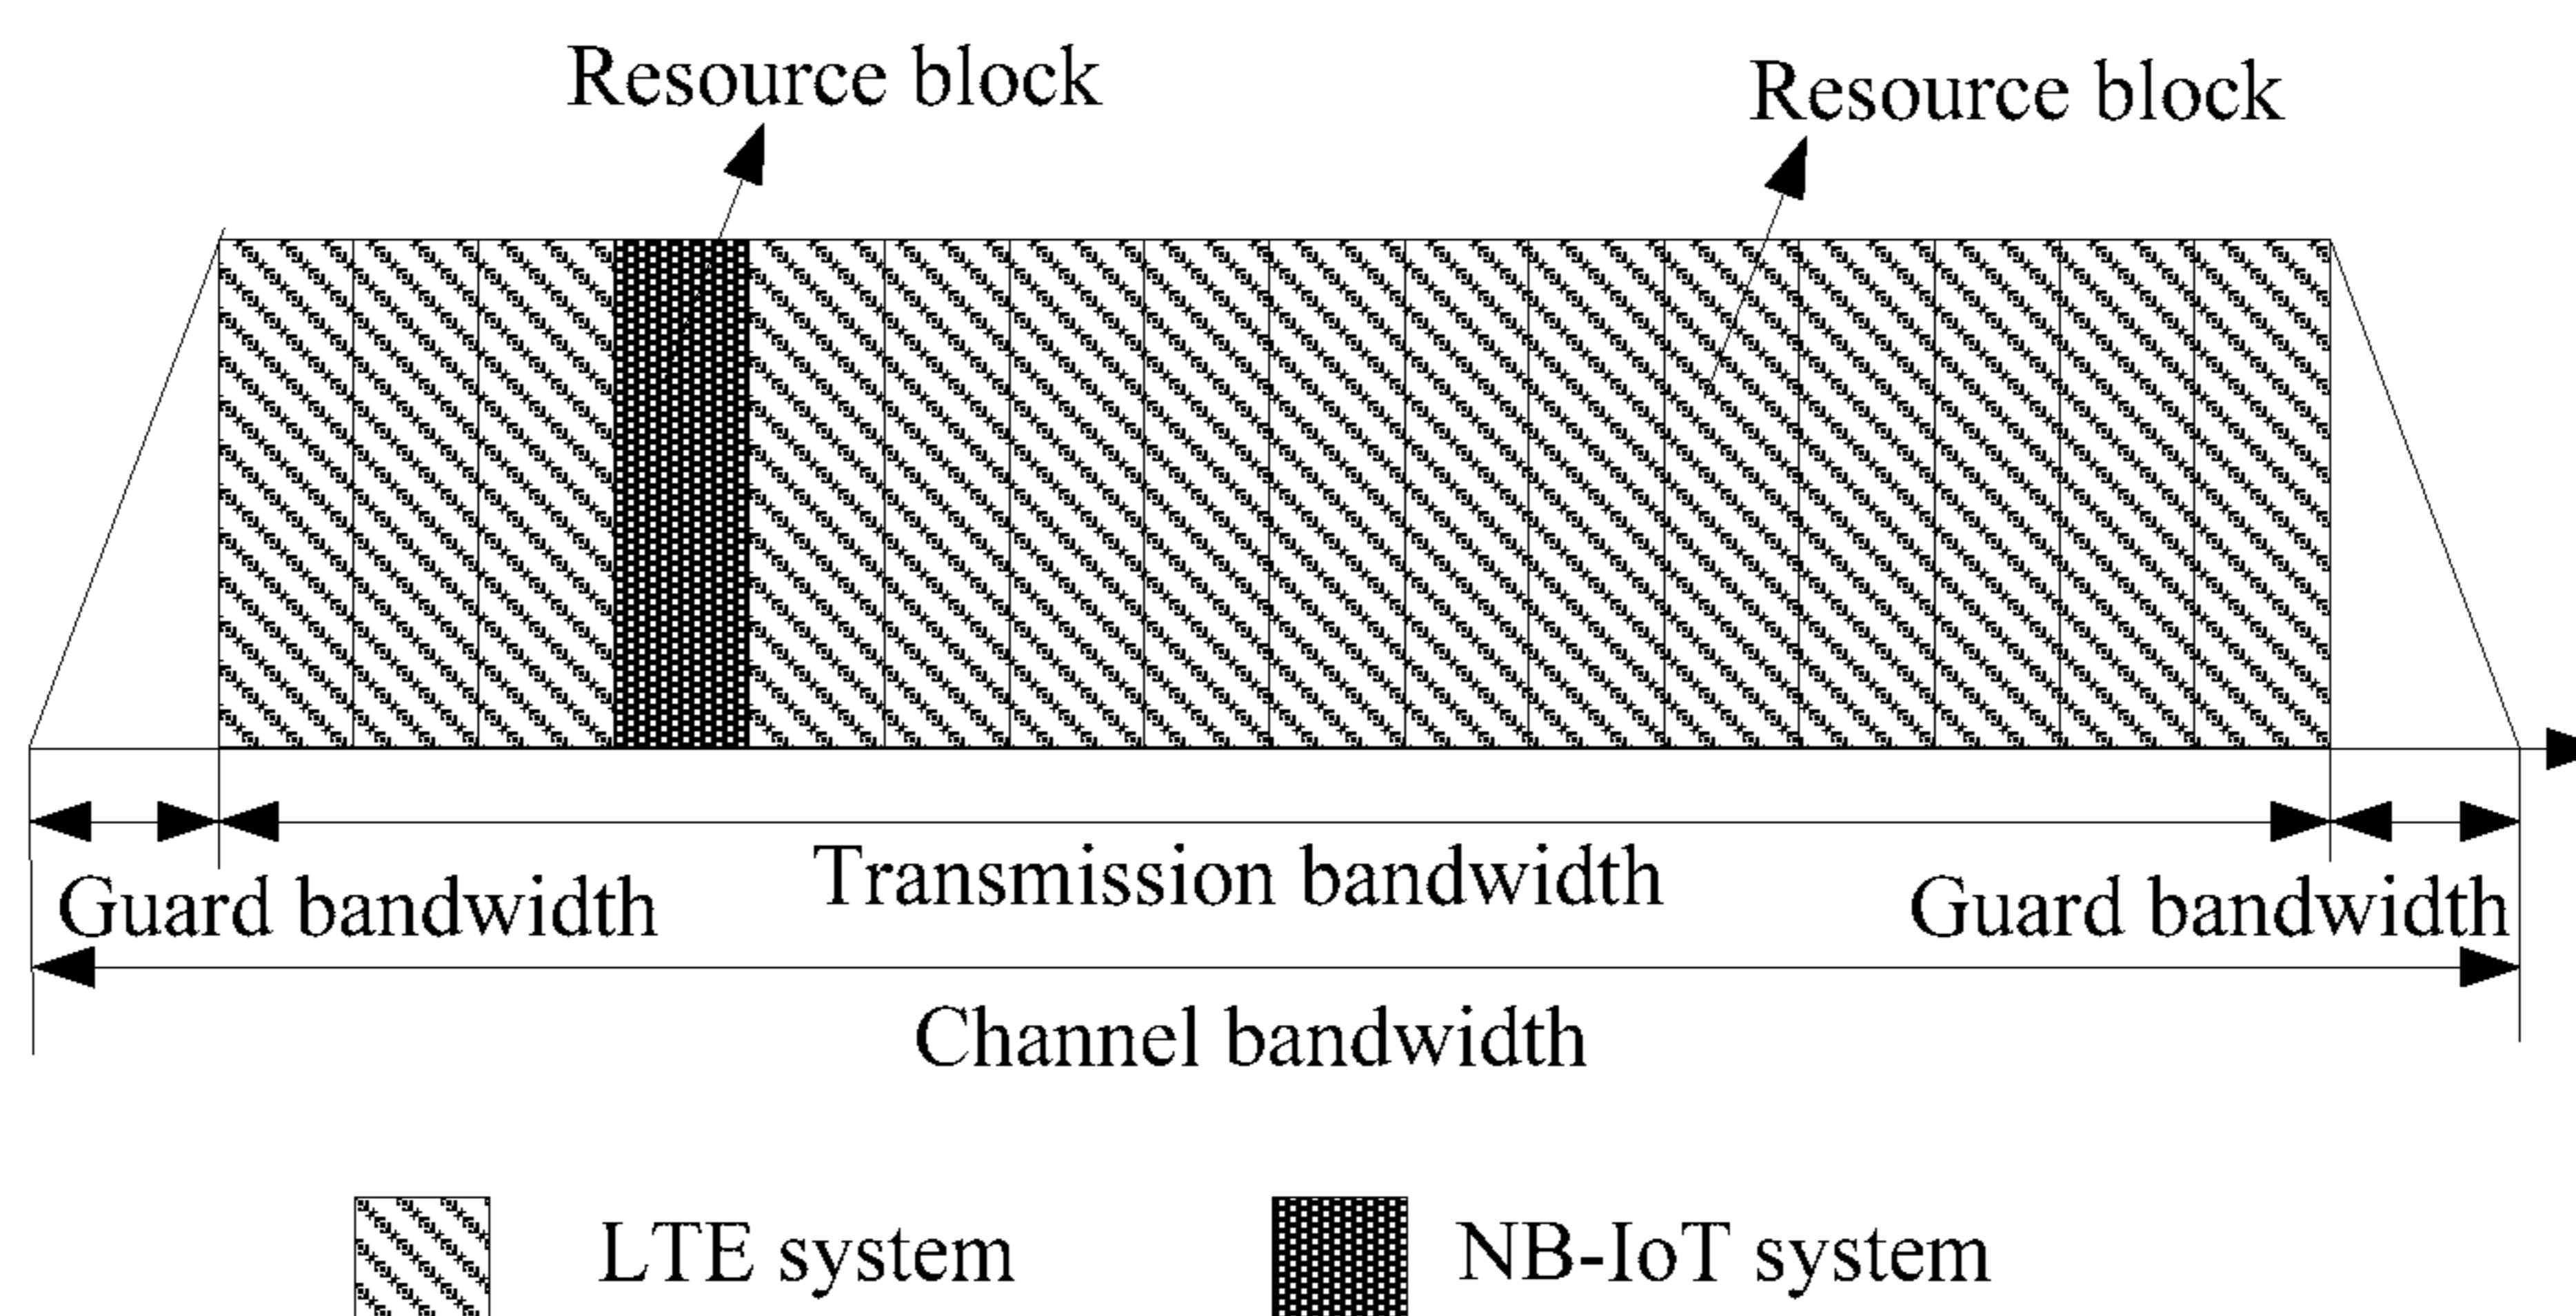 Resource block
Resource block
Transmission bandwidth
Guard bandwidth
Guard bandwidth
Channel bandwidth
LTE system
NB-IoT system